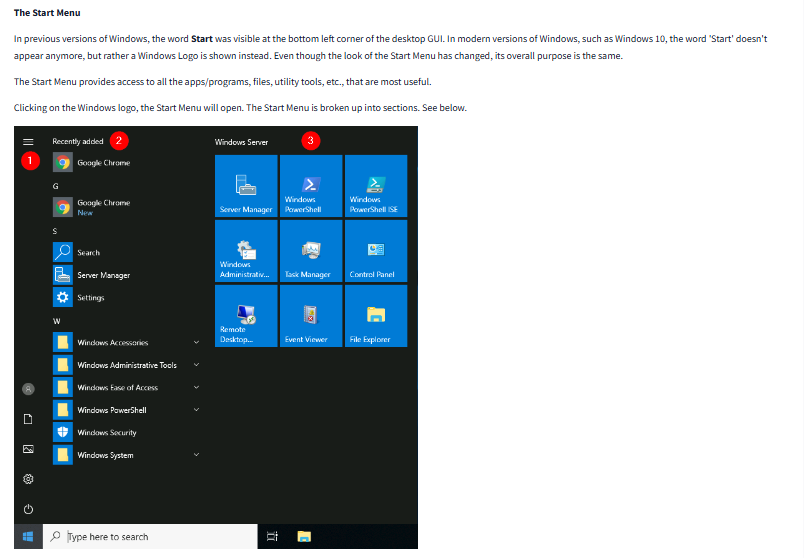 The Start Menu
In previous versions of Windows, the word Start was visible at the bottom left corner of the desktop GUI. In modern versions of Windows, such as Windows 10, the word 'Start' doesn't
appear anymore, but rather a Windows Logo is shown instead. Even though the look of the Start Menu has changed, its overall purpose is the same.
The Start Menu provides access to all the apps/programs, files, utility tools, etc., that are most useful.
Clicking on the Windows logo, the Start Menu will open. The Start Menu is broken up into sections. See below.
1
Recently added 2
Google Chrome
G
Google Chrome
New
S
Search
Server Manager
Settings
W
Windows Accessories
Windows Administrative Tools
Windows Ease of Access
Windows PowerShell
Windows Security
Windows System
Windows Server 3
Server Manager
Windows
PowerShell
Windows
PowerShell ISE
Windows
Administrativ...
Task Manager
Control Panel
Remote
Desktop...
Event Viewer
File Explorer
Type here to search